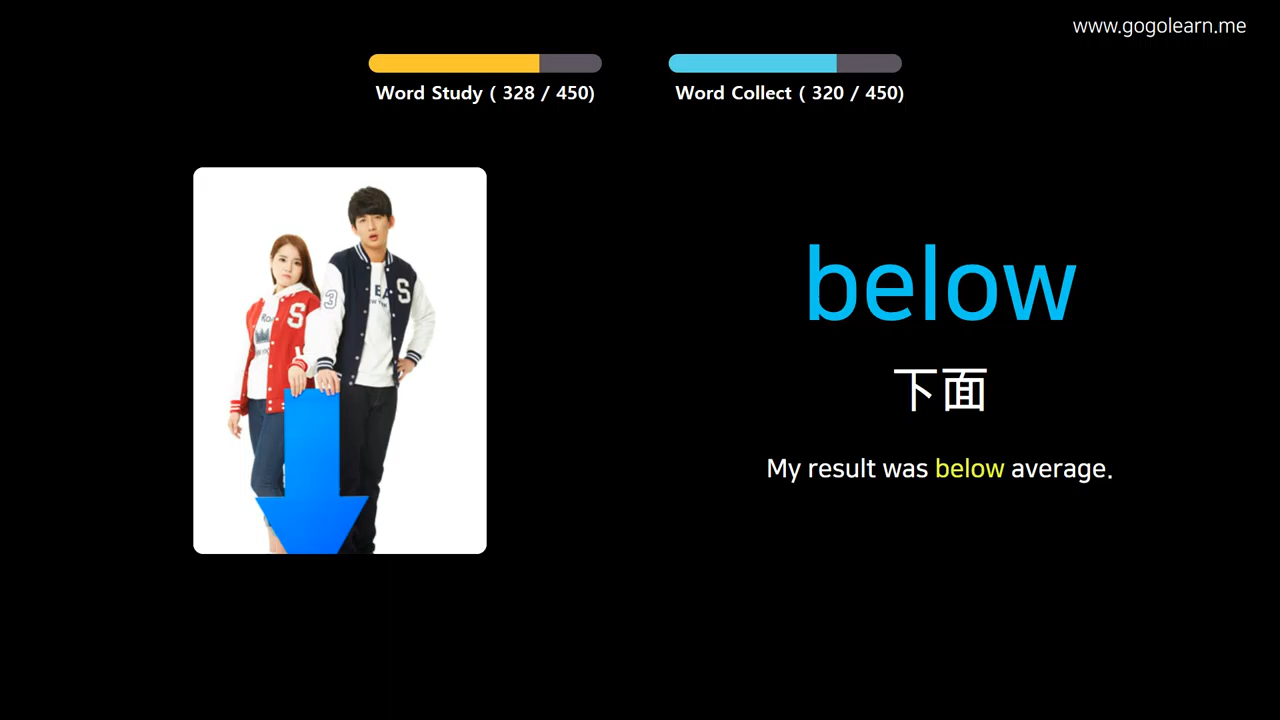 www.gogolearn.me
Word Study ( 328 / 450)
Word Collect ( 320 / 450)
below
下面
My result was below average.
S
3
S